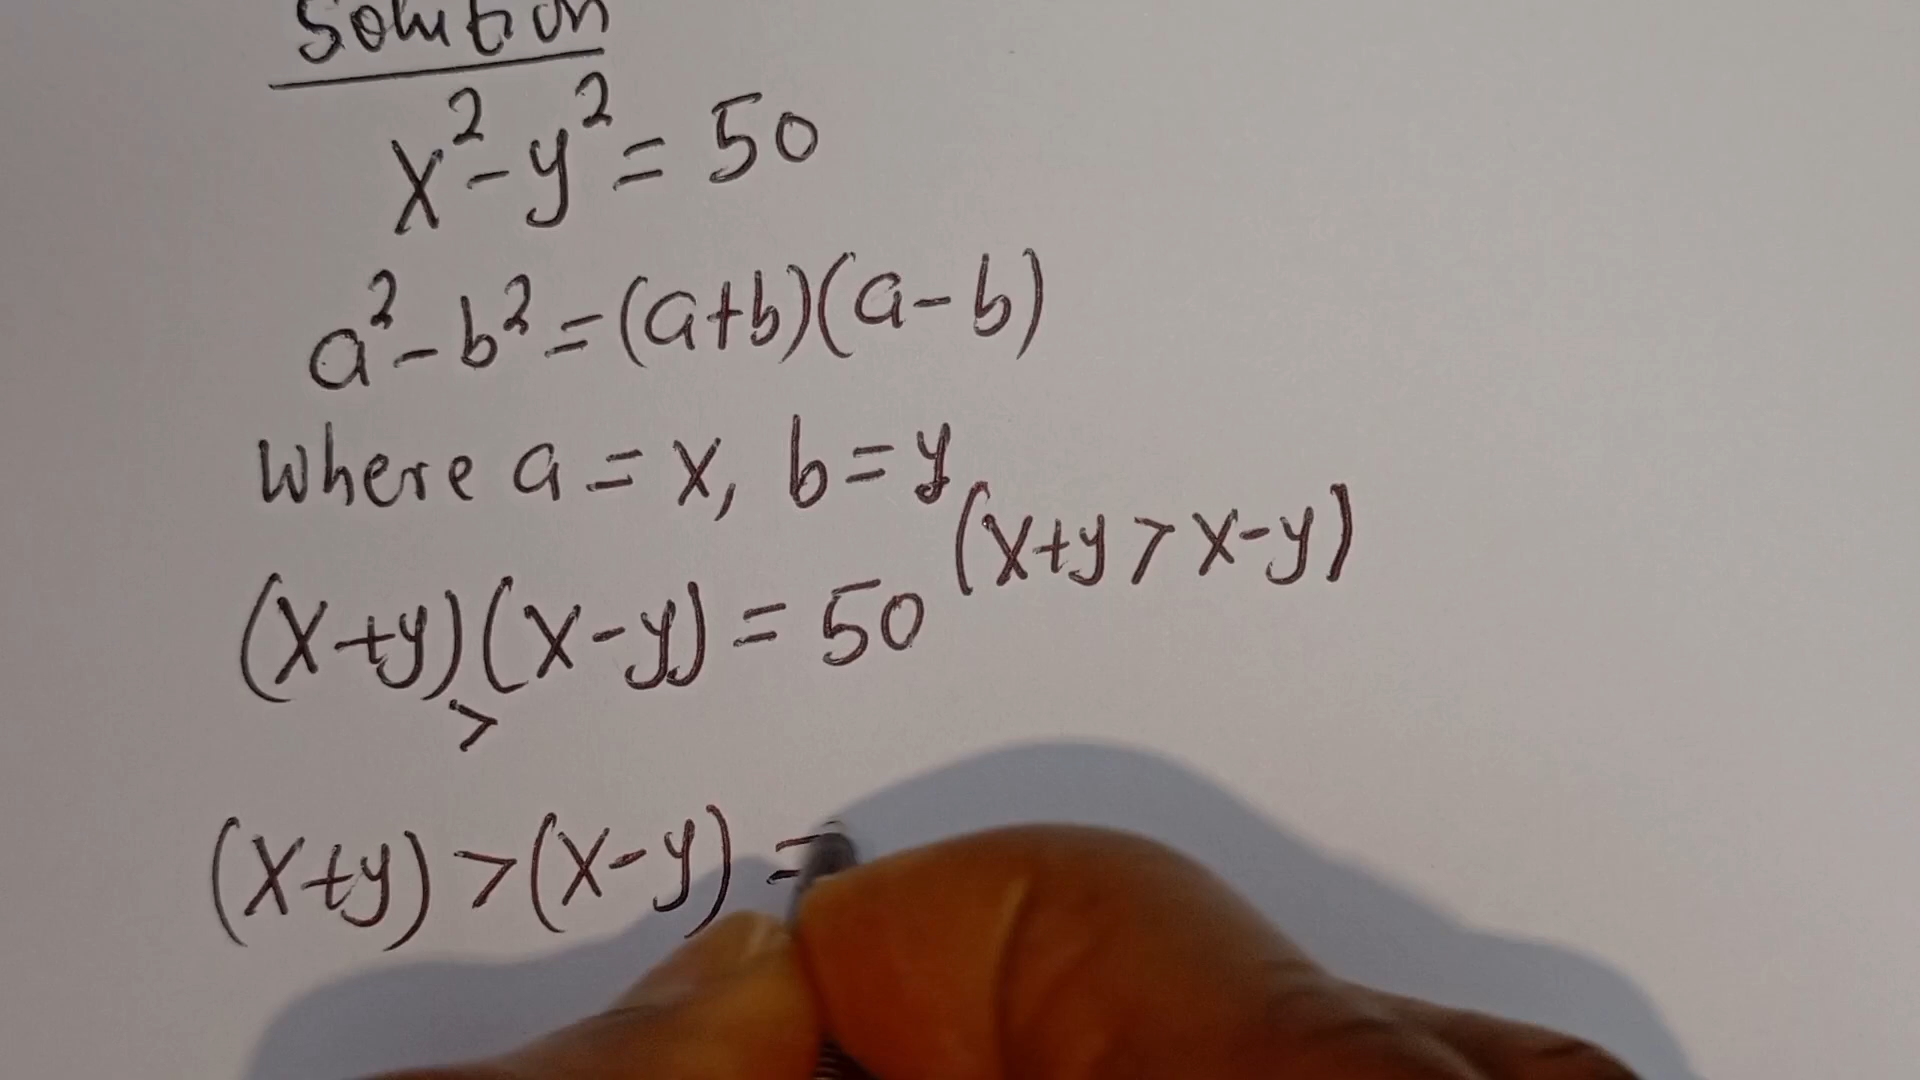 Solution
x² - y² = 50
a² - b² = (a+b)(a-b)
Where a = x, b = y
(x+y > x-y)
(x+y)(x-y) = 50
>
(x+y) > (x-y) =